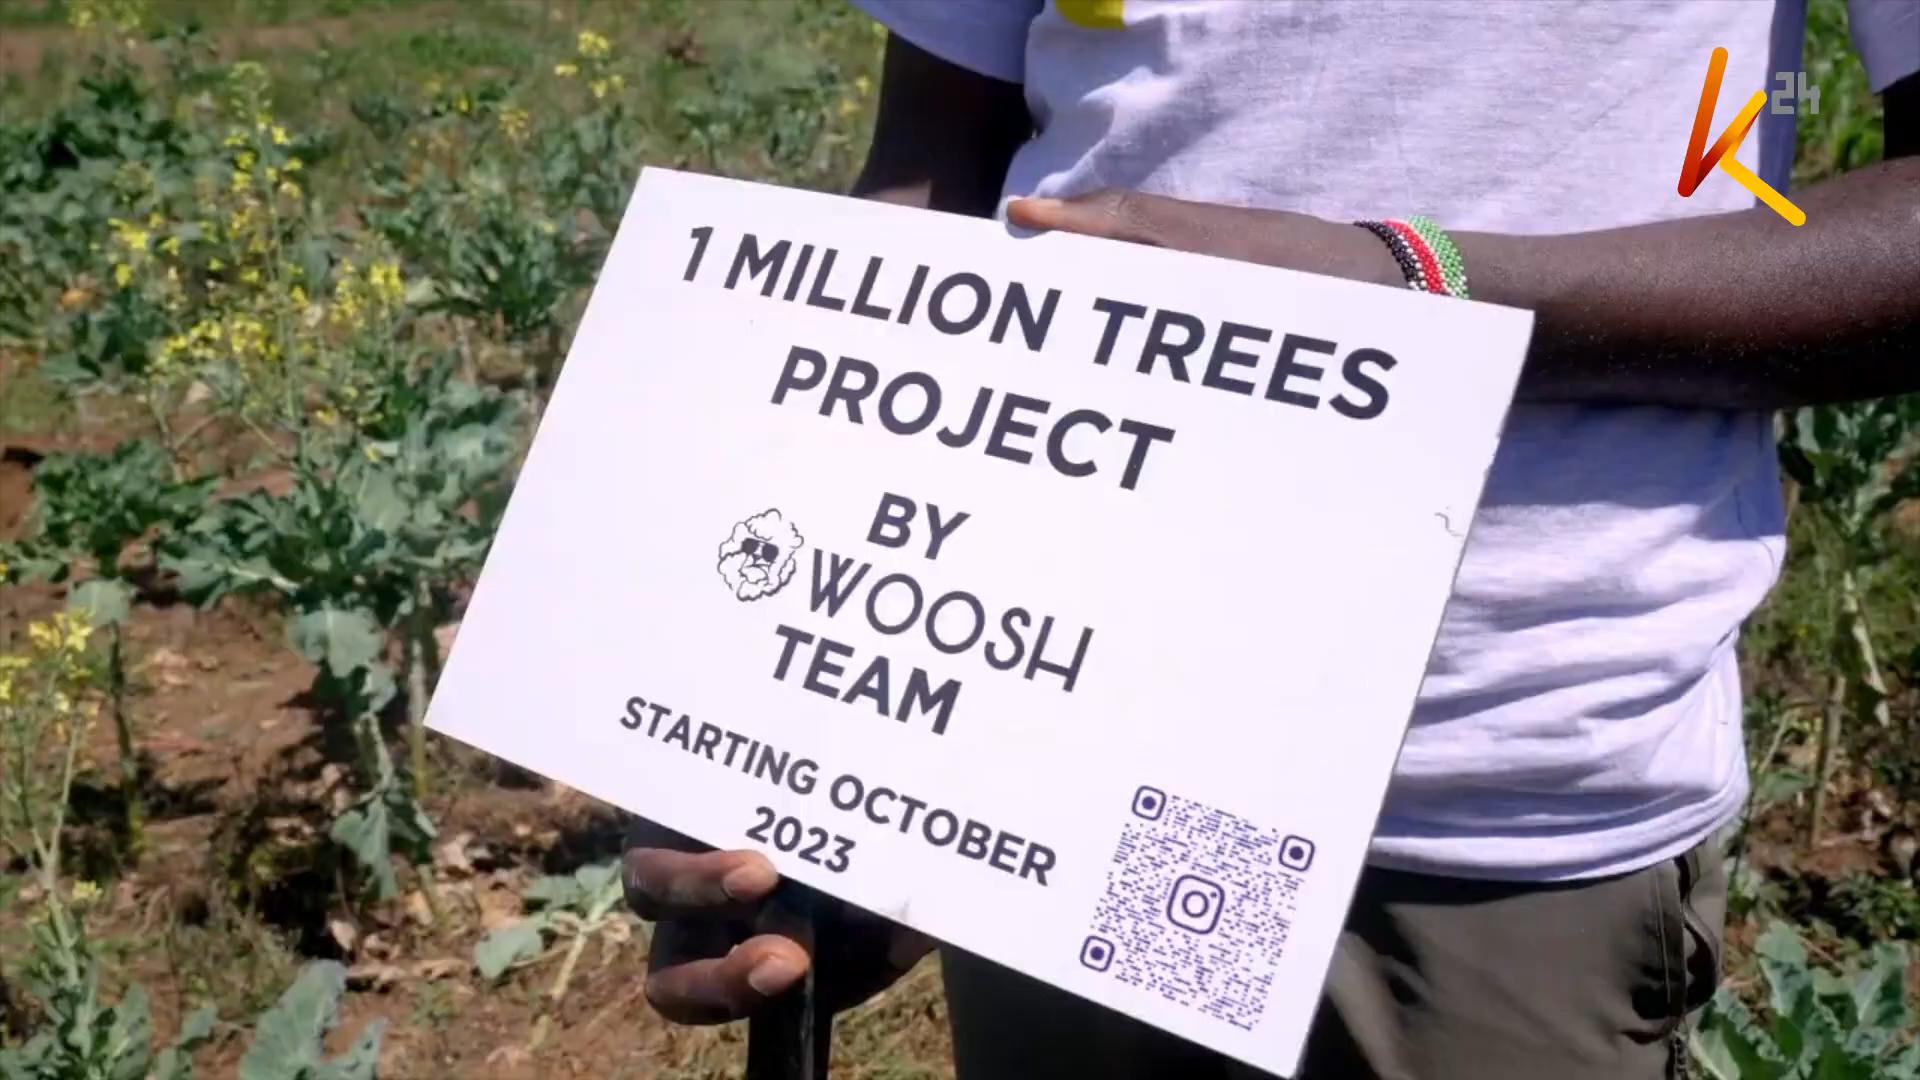 K24
1 MILLION TREES
PROJECT
BY
WOOSH
TEAM
STARTING OCTOBER
2023